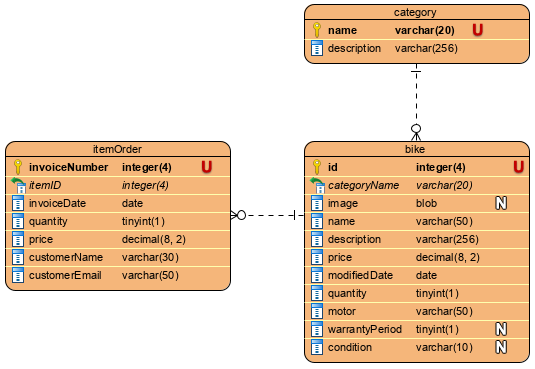 category
name varchar(20) U
description varchar(256)
itemOrder
invoiceNumber integer(4) U
itemID integer(4)
invoiceDate date
quantity tinyint(1)
price decimal(8, 2)
customerName varchar(30)
customerEmail varchar(50)
bike
id integer(4) U
categoryName varchar(20)
image blob N
name varchar(50)
description varchar(256)
price decimal(8, 2)
modifiedDate date
quantity tinyint(1)
motor varchar(50)
warrantyPeriod tinyint(1) N
condition varchar(10) N